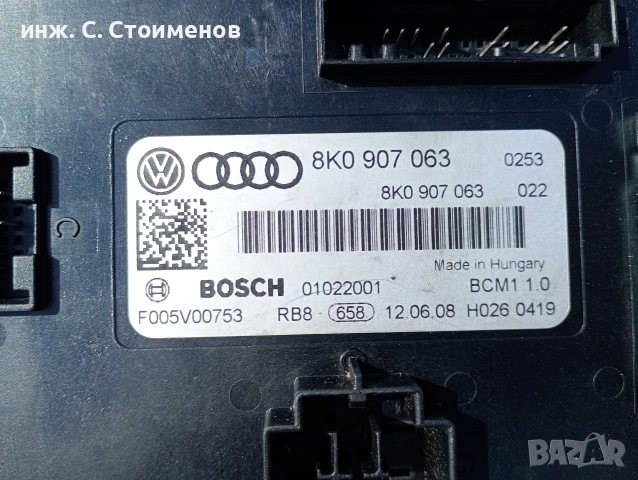 инж. С. Стоименов
8K0 907 063 0253
8K0 907 063 022
C
Made in Hungary
BOSCH 01022001 BCM1 1.0
F005V00753 RB8- 658 12.06.08 H026 0419
BAZAR